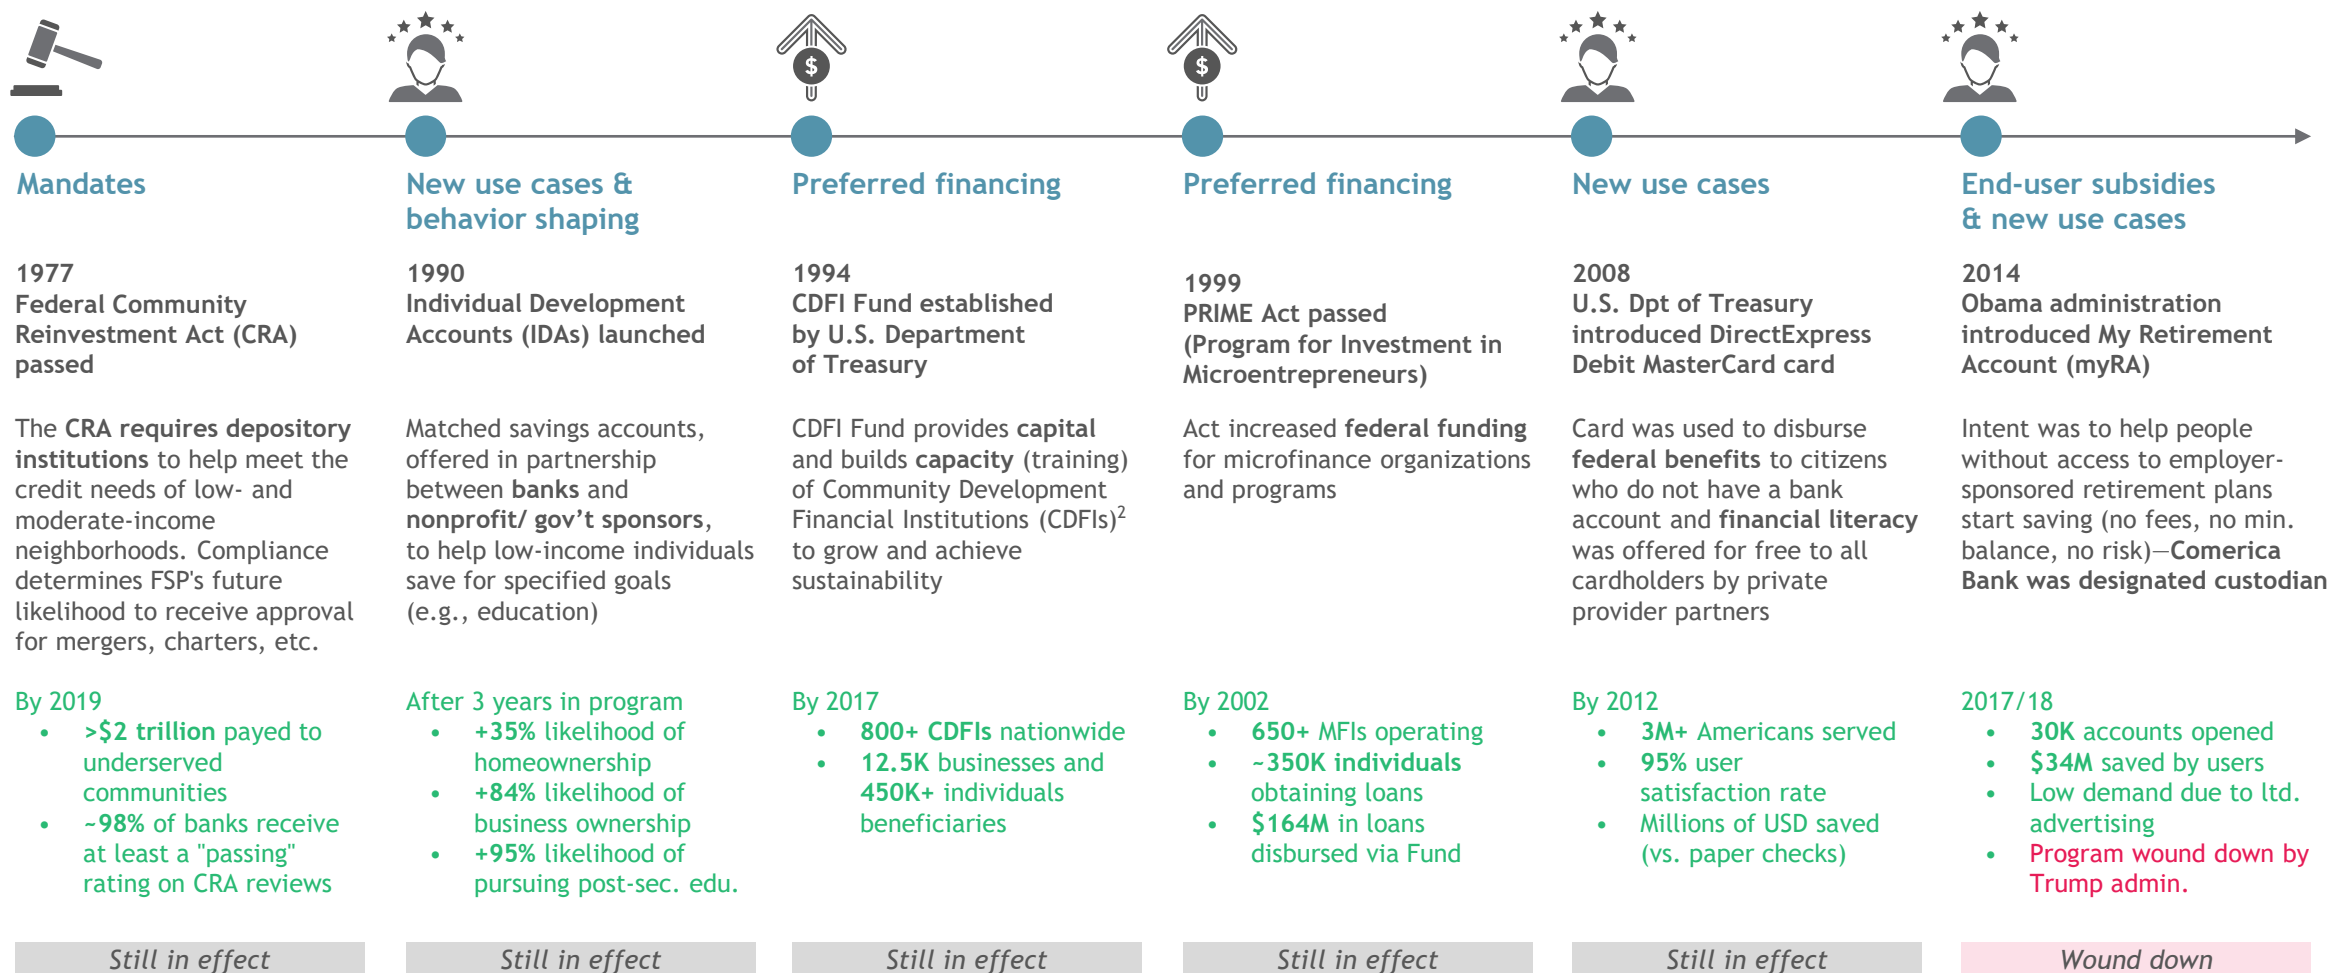 $
$
Mandates
1977
Federal Community
Reinvestment Act (CRA)
passed
The CRA requires depository
institutions to help meet the
credit needs of low- and
moderate-income
neighborhoods. Compliance
determines FSP's future
likelihood to receive approval
for mergers, charters, etc.
By 2019
• >$2 trillion payed to
underserved
communities
• ~98% of banks receive
at least a "passing"
rating on CRA reviews
Still in effect
New use cases &
behavior shaping
1990
Individual Development
Accounts (IDAs) launched
Matched savings accounts,
offered in partnership
between banks and
nonprofit/ gov’t sponsors,
to help low-income individuals
save for specified goals
(e.g., education)
After 3 years in program
• +35% likelihood of
homeownership
• +84% likelihood of
business ownership
• +95% likelihood of
pursuing post-sec. edu.
Still in effect
Preferred financing
1994
CDFI Fund established
by U.S. Department
of Treasury
CDFI Fund provides capital
and builds capacity (training)
of Community Development
Financial Institutions (CDFIs)2
to grow and achieve
sustainability
By 2017
• 800+ CDFIs nationwide
• 12.5K businesses and
450K+ individuals
beneficiaries
Still in effect
Preferred financing
1999
PRIME Act passed
(Program for Investment in
Microentrepreneurs)
Act increased federal funding
for microfinance organizations
and programs
By 2002
• 650+ MFIs operating
• ~350K individuals
obtaining loans
• $164M in loans
disbursed via Fund
Still in effect
New use cases
2008
U.S. Dpt of Treasury
introduced DirectExpress
Debit MasterCard card
Card was used to disburse
federal benefits to citizens
who do not have a bank
account and financial literacy
was offered for free to all
cardholders by private
provider partners
By 2012
• 3M+ Americans served
• 95% user
satisfaction rate
• Millions of USD saved
(vs. paper checks)
Still in effect
End-user subsidies
& new use cases
2014
Obama administration
introduced My Retirement
Account (myRA)
Intent was to help people
without access to employer-
sponsored retirement plans
start saving (no fees, no min.
balance, no risk)—Comerica
Bank was designated custodian
2017/18
• 30K accounts opened
• $34M saved by users
• Low demand due to ltd.
advertising
• Program wound down by
Trump admin.
Wound down